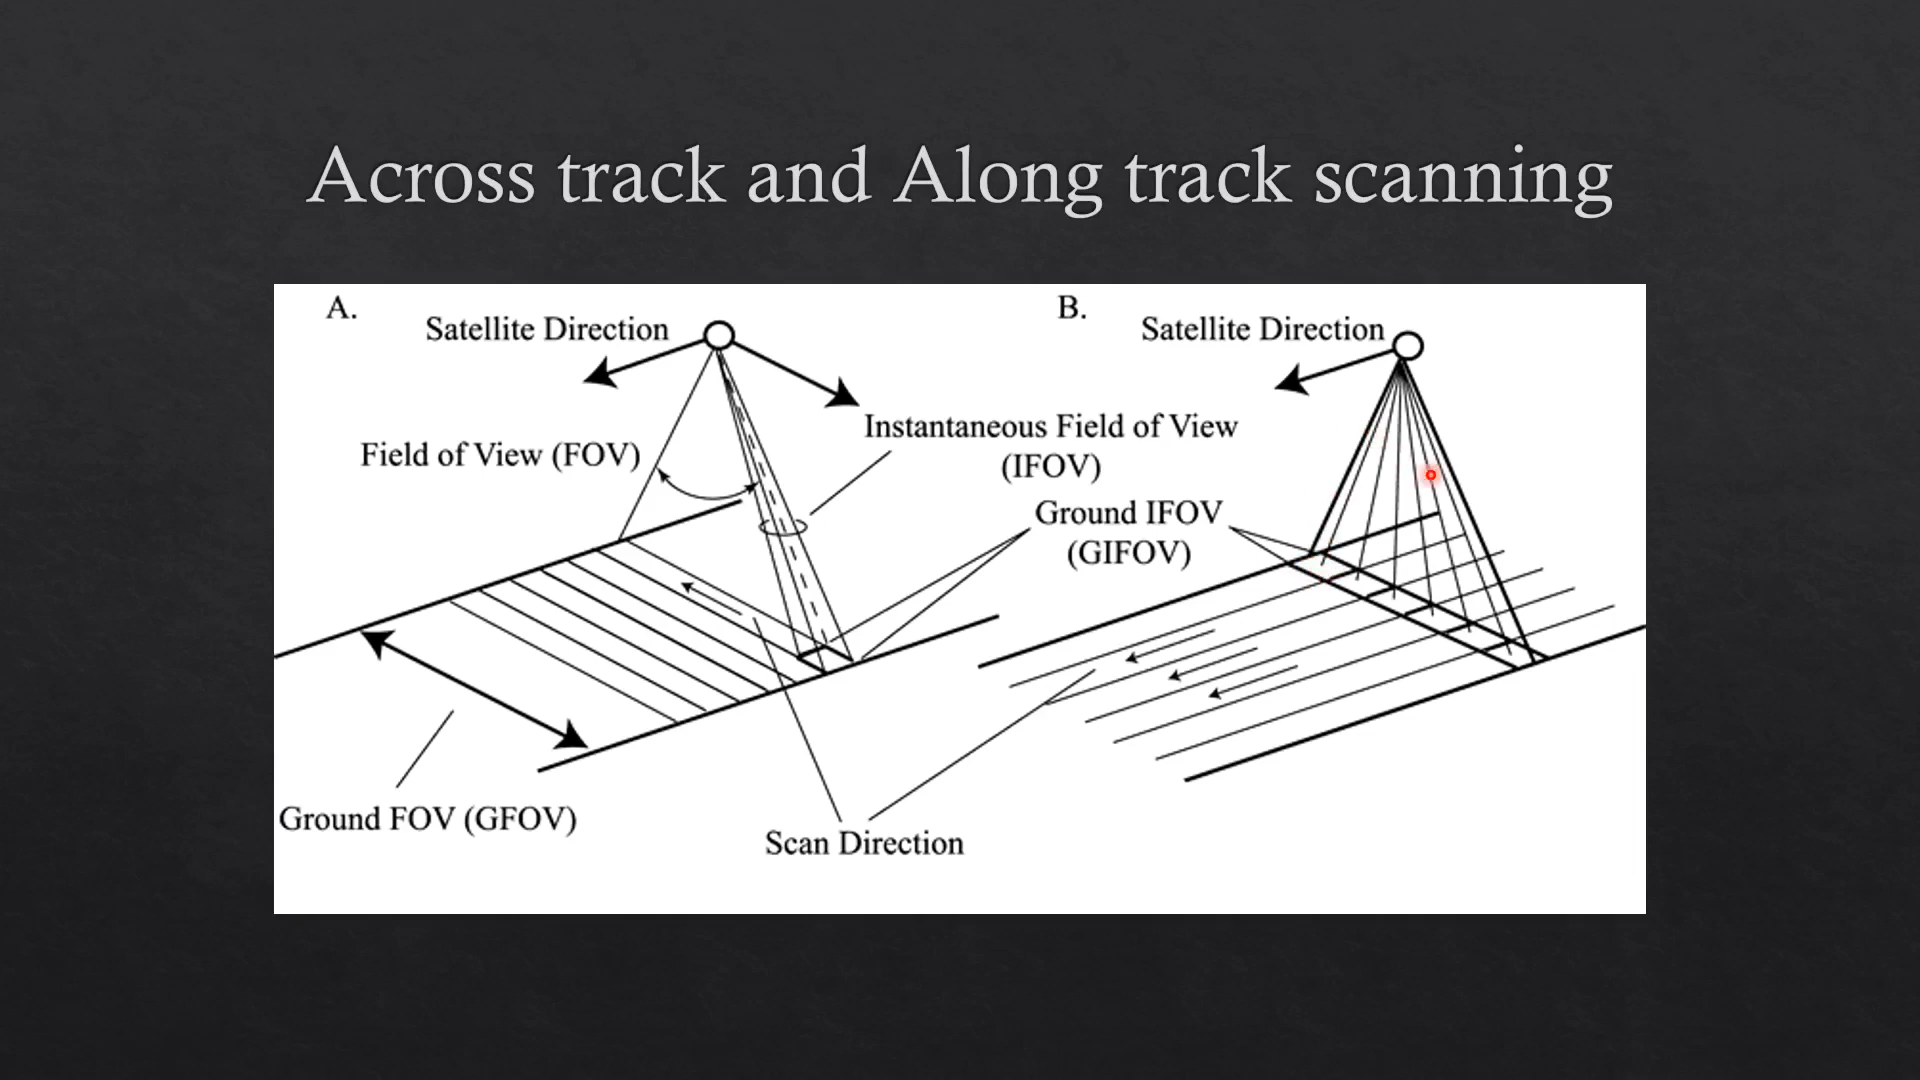 Across track and Along track scanning
A.
Satellite Direction
Field of View (FOV)
Instantaneous Field of View
(IFOV)
Ground IFOV
(GIFOV)
Ground FOV (GFOV)
Scan Direction
B.
Satellite Direction